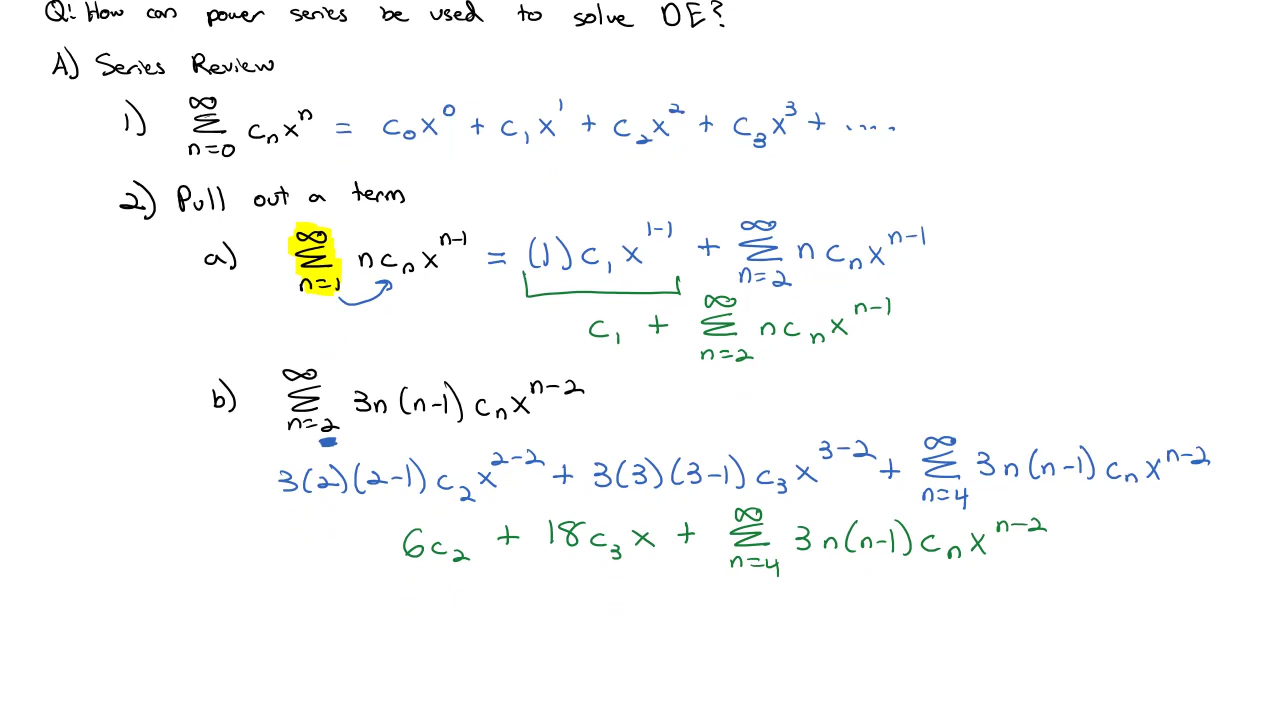 Q: How can power series be used to solve DE?
A) Series Review
1) ∞ Σ n=0 cₙxⁿ = c₀x⁰ + c₁x¹ + c₂x² + c₃x³ + ....
2) Pull out a term
a) ∞ Σ n=1 ncₙxⁿ⁻¹ = (1)c₁x¹⁻¹ + ∞ Σ n=2 ncₙxⁿ⁻¹
c₁ + ∞ Σ n=2 ncₙxⁿ⁻¹
b) ∞ Σ n=2 3n(n-1)cₙxⁿ⁻²
3(2)(2-1)c₂x²⁻² + 3(3)(3-1)c₃x³⁻² + ∞ Σ n=4 3n(n-1)cₙxⁿ⁻²
6c₂ + 18c₃x + ∞ Σ n=4 3n(n-1)cₙxⁿ⁻²